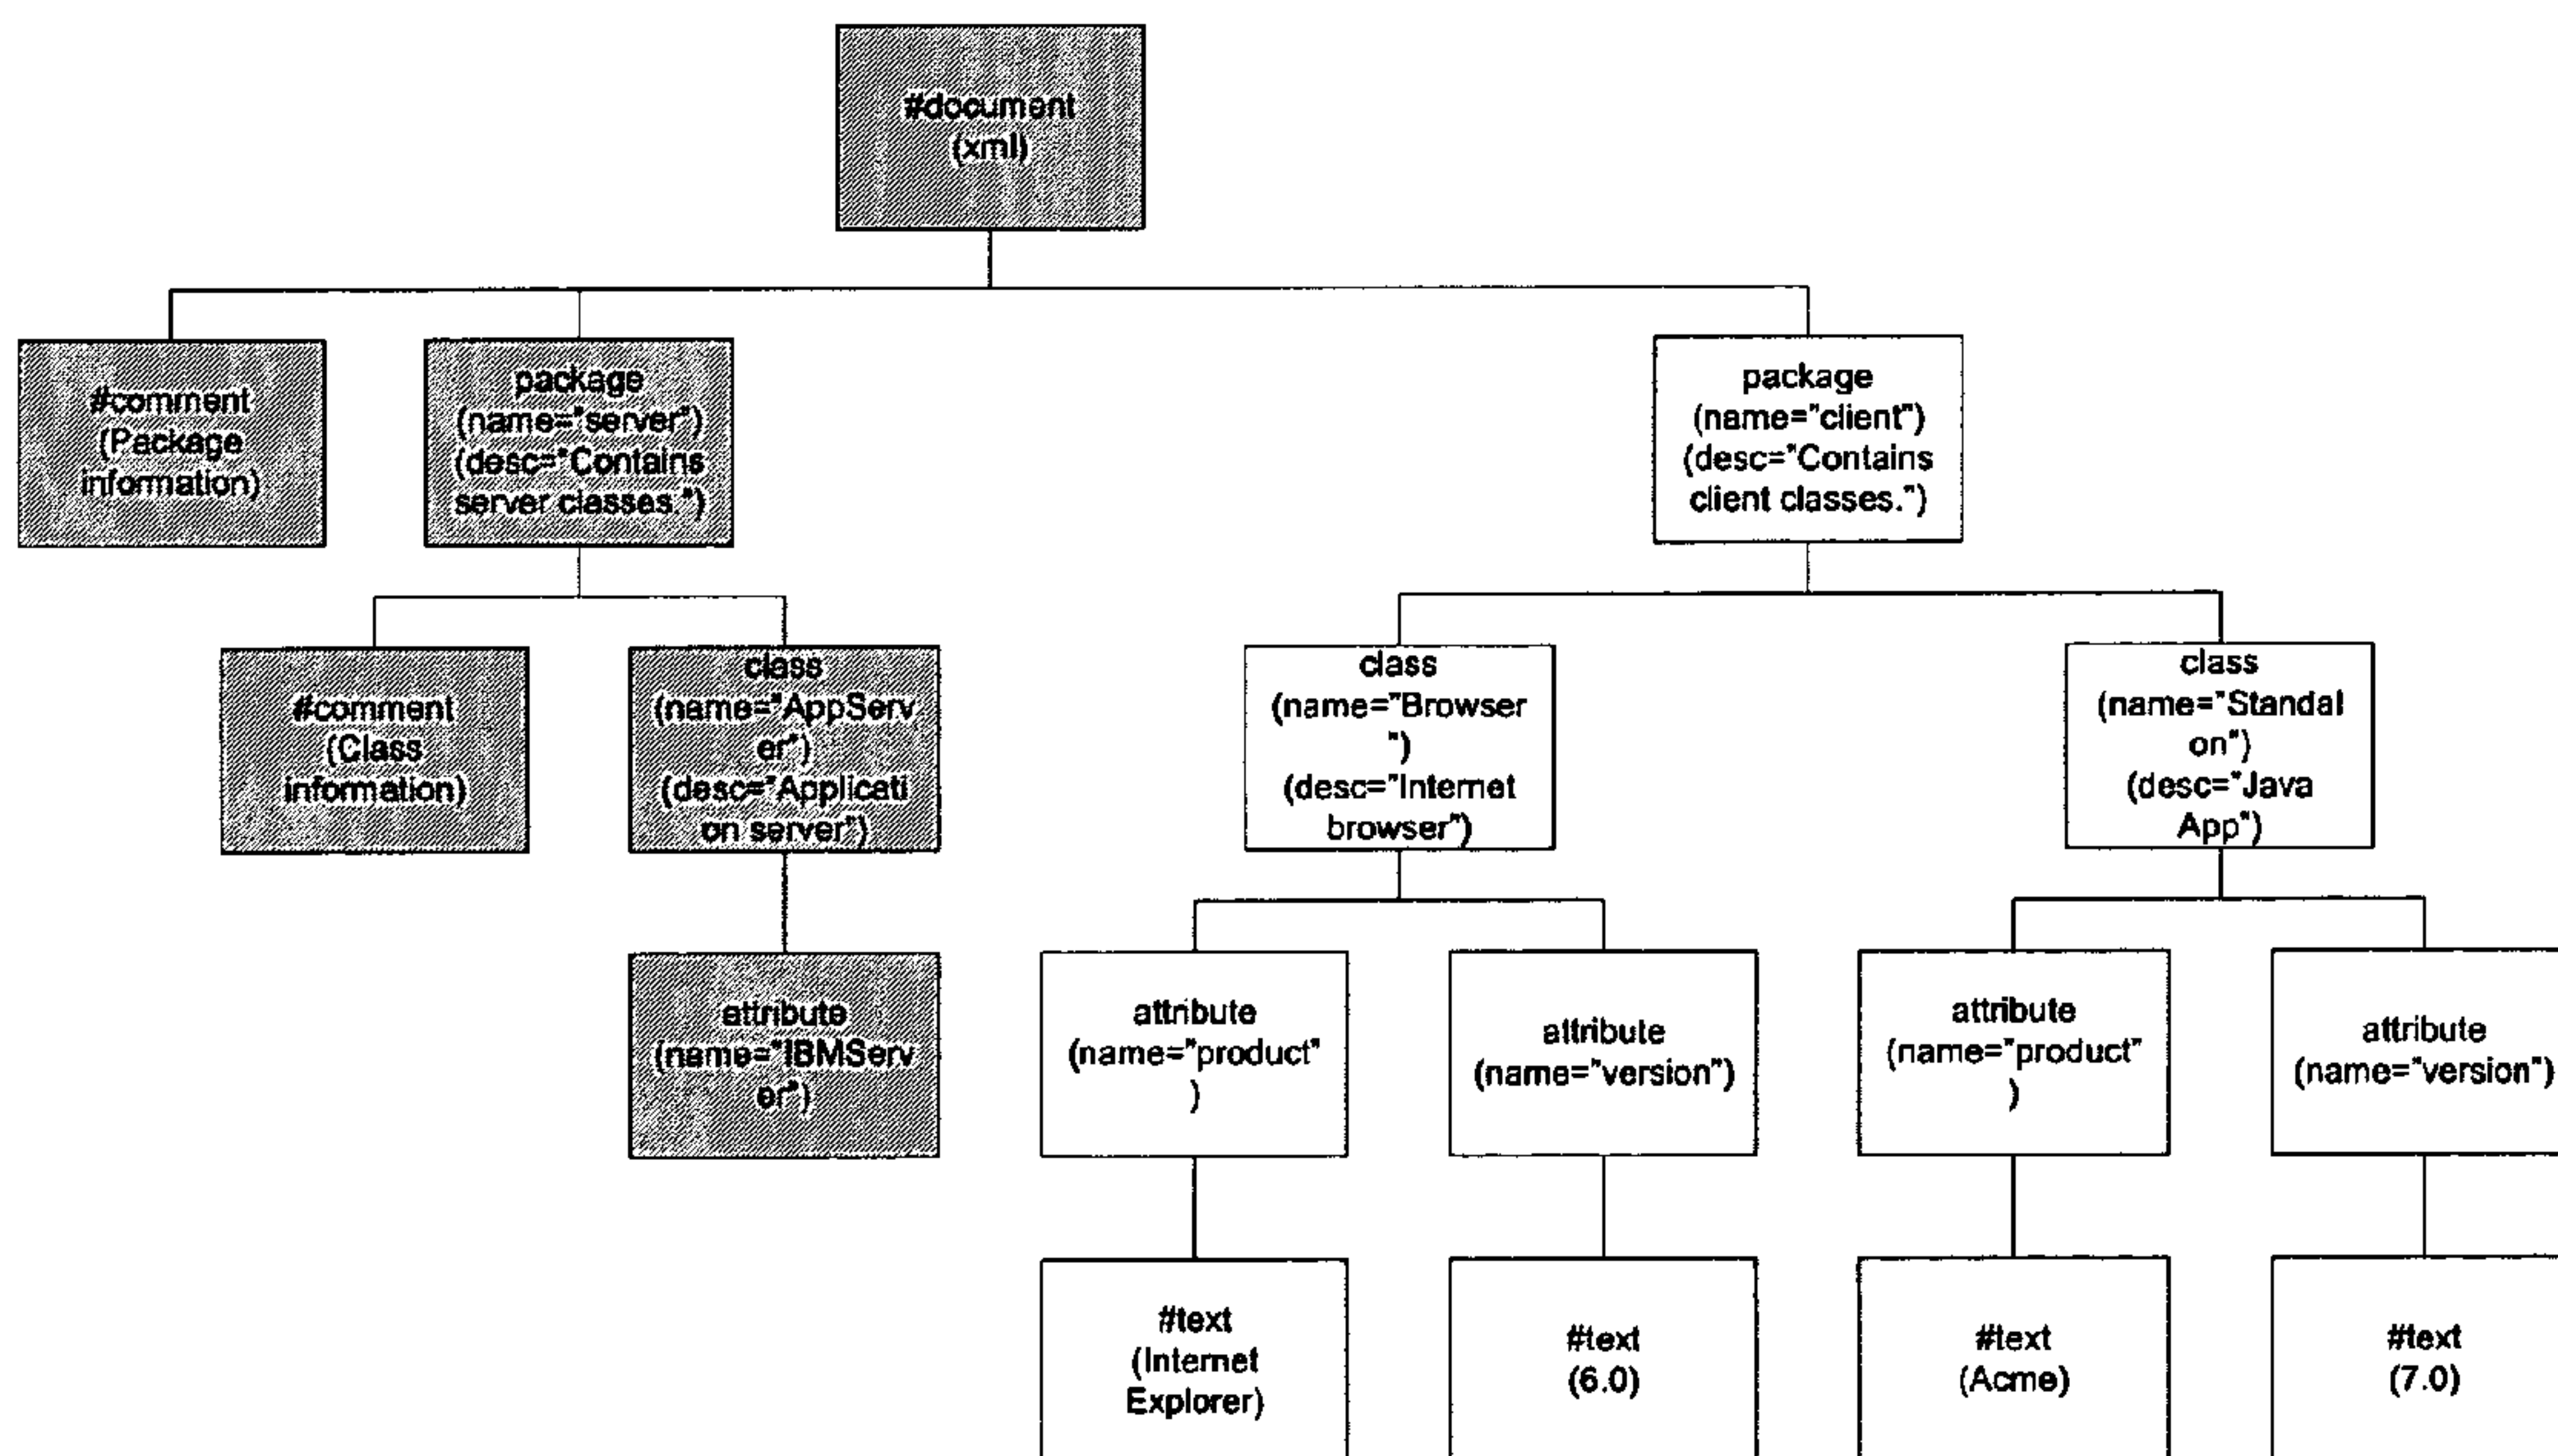 #document
(xml)
#comment
(Package
information)
package
(name="server")
(desc="Contains
server classes.")
package
(name="client")
(desc="Contains
client classes.")
#comment
(Class
information)
class
(name="AppServ
er")
(desc="Applicati
on server")
class
(name="Browser
")
(desc="Internet
browser")
class
(name="Standal
on")
(desc="Java
App")
attribute
(name="IBMServ
er")
attribute
(name="product"
)
attribute
(name="version")
attribute
(name="product"
)
attribute
(name="version")
#text
(Internet
Explorer)
#text
(6.0)
#text
(Acme)
#text
(7.0)